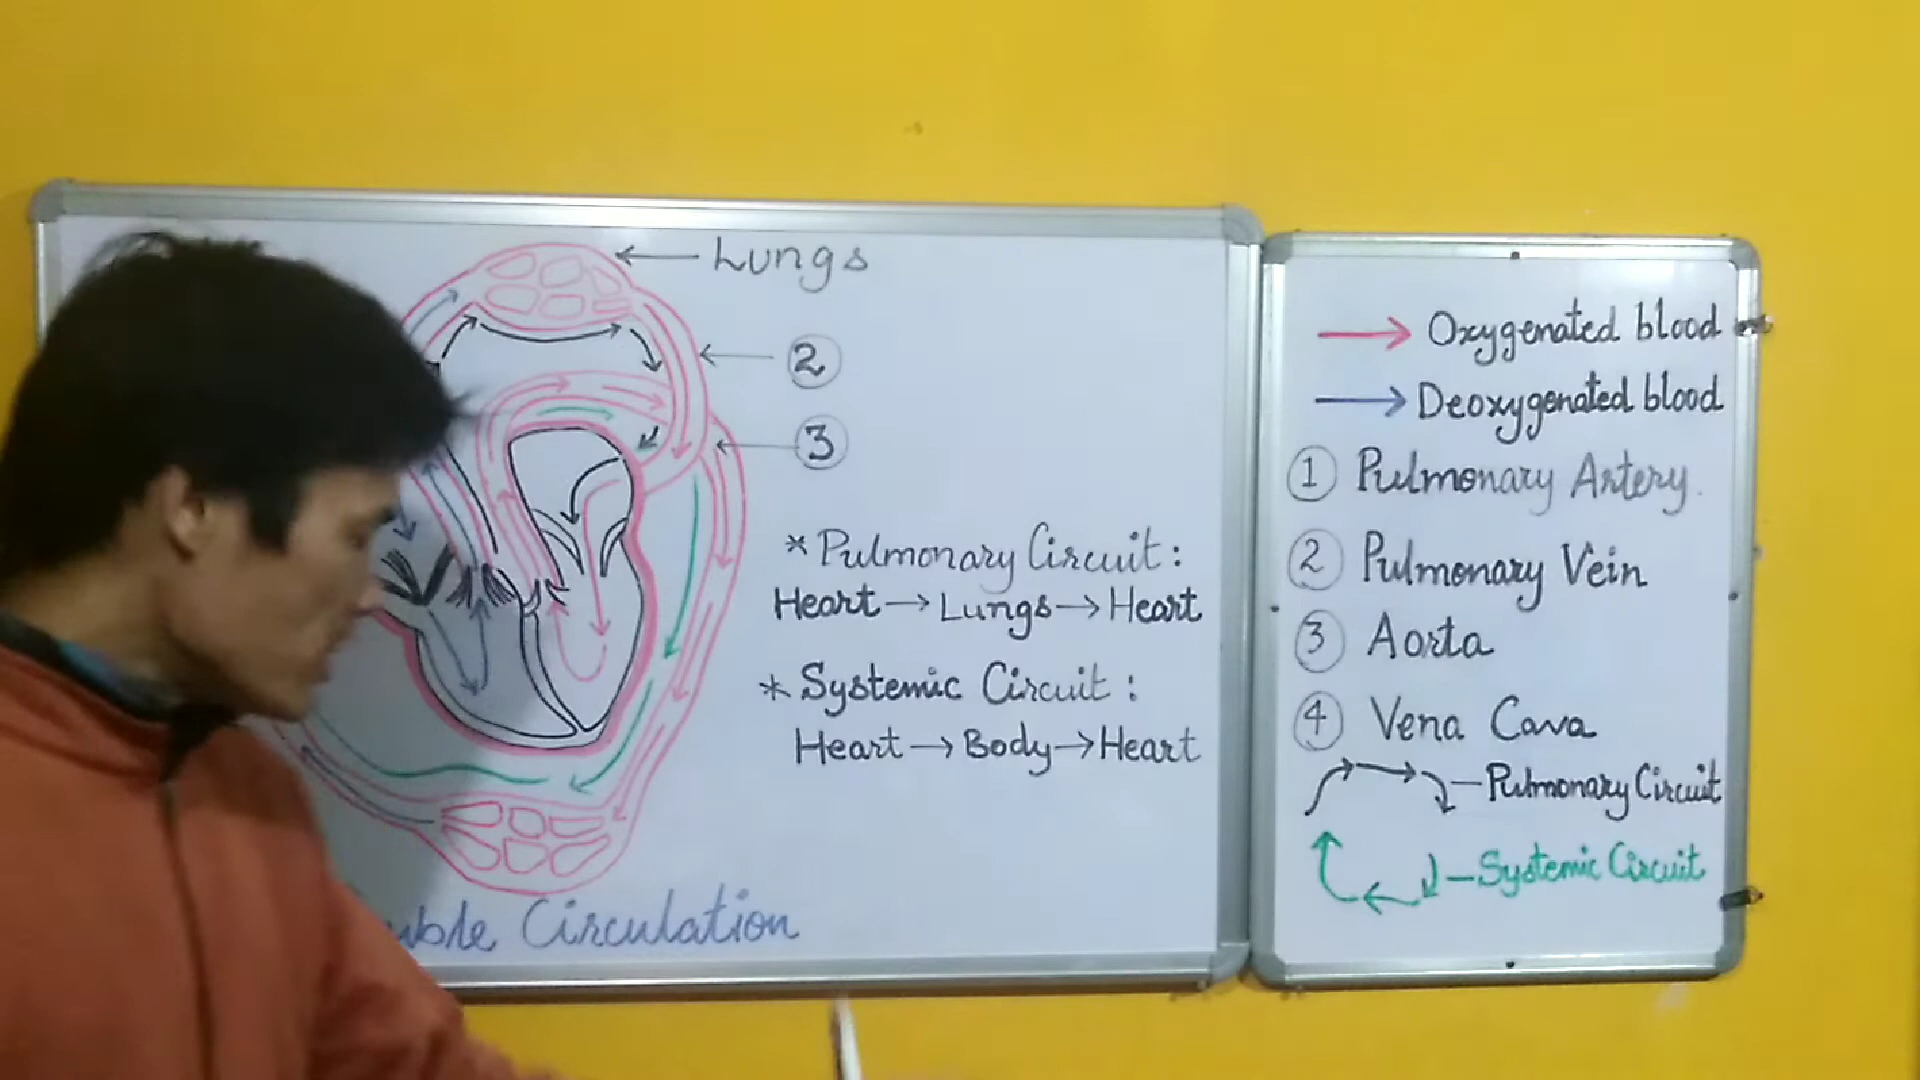 Lungs
2
3
* Pulmonary Circuit :
Heart → Lungs → Heart
* Systemic Circuit :
Heart → Body → Heart
Circulation
→ Oxygenated blood
→ Deoxygenated blood
1 Pulmonary Artery
2 Pulmonary Vein
3 Aorta
4 Vena Cava
— Pulmonary Circuit
— Systemic Circuit